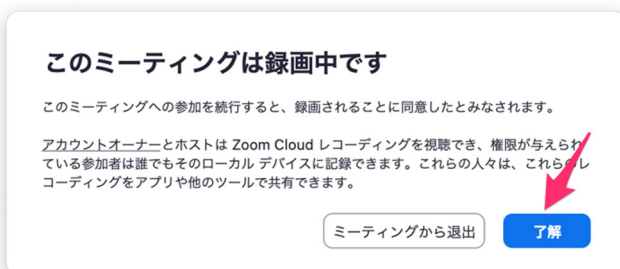 このミーティングは録画中です
このミーティングへの参加を続行すると、録画されることに同意したとみなされます。
アカウントオーナーとホストは Zoom Cloud レコーディングを視聴でき、権限が与えられ
ている参加者は誰でもそのローカル デバイスに記録できます。これらの人々は、これらのレ
コーディングをアプリや他のツールで共有できます。
ミーティングから退出
了解